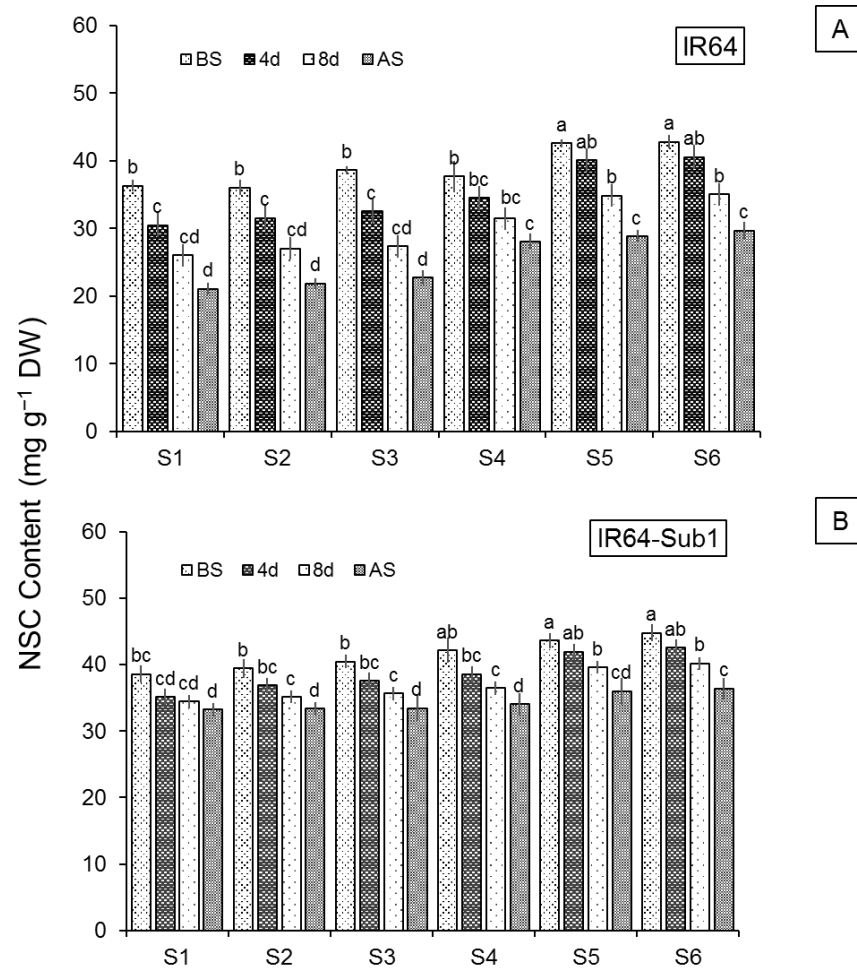 A
IR64
BS 4d 8d AS
NSC Content (mg g⁻¹ DW)
60
50
40
30
20
10
0
b c cd d
b c cd d
b c cd d
b bc bc c
a ab b c
a ab b c
S1 S2 S3 S4 S5 S6
B
IR64-Sub1
BS 4d 8d AS
60
50
40
30
20
10
0
bc cd cd d
b bc c d
b bc c d
ab bc c d
a ab b cd
a ab b c
S1 S2 S3 S4 S5 S6